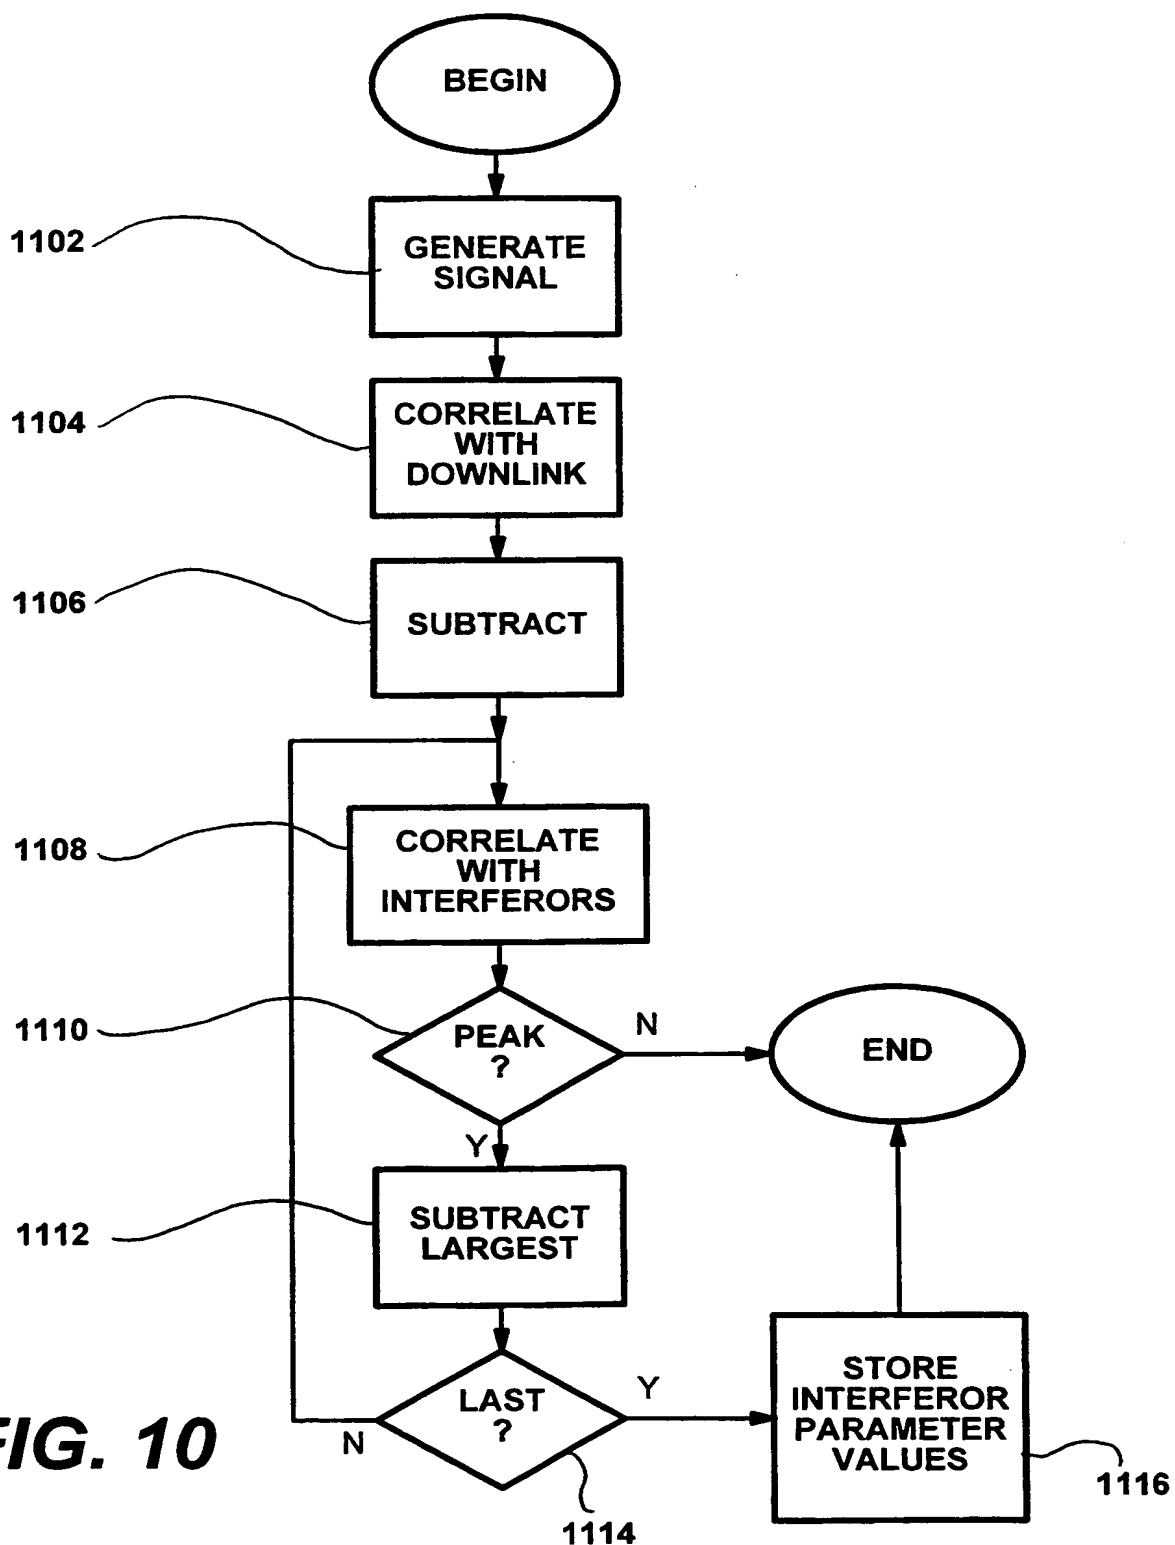 BEGIN
1102
GENERATE
SIGNAL
1104
CORRELATE
WITH
DOWNLINK
1106
SUBTRACT
1108
CORRELATE
WITH
INTERFERORS
1110
PEAK
?
N
END
Y
1112
SUBTRACT
LARGEST
LAST
?
Y
N
1114
STORE
INTERFEROR
PARAMETER
VALUES
1116
FIG. 10